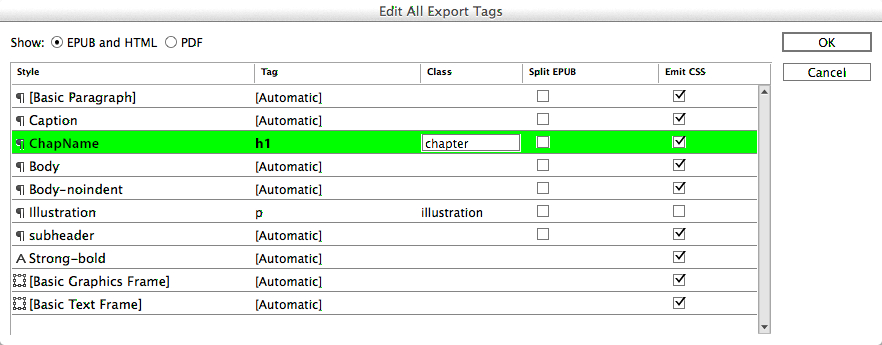 Edit All Export Tags
Show: EPUB and HTML PDF
OK
Cancel
Style Tag Class Split EPUB Emit CSS
¶ [Basic Paragraph] [Automatic]
¶ Caption [Automatic]
¶ ChapName h1 chapter
¶ Body [Automatic]
¶ Body-noindent [Automatic]
¶ Illustration p illustration
¶ subheader [Automatic]
A Strong-bold [Automatic]
[Basic Graphics Frame] [Automatic]
[Basic Text Frame] [Automatic]